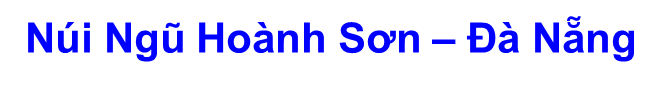 Núi Ngũ Hoành Sơn – Đà Nẵng